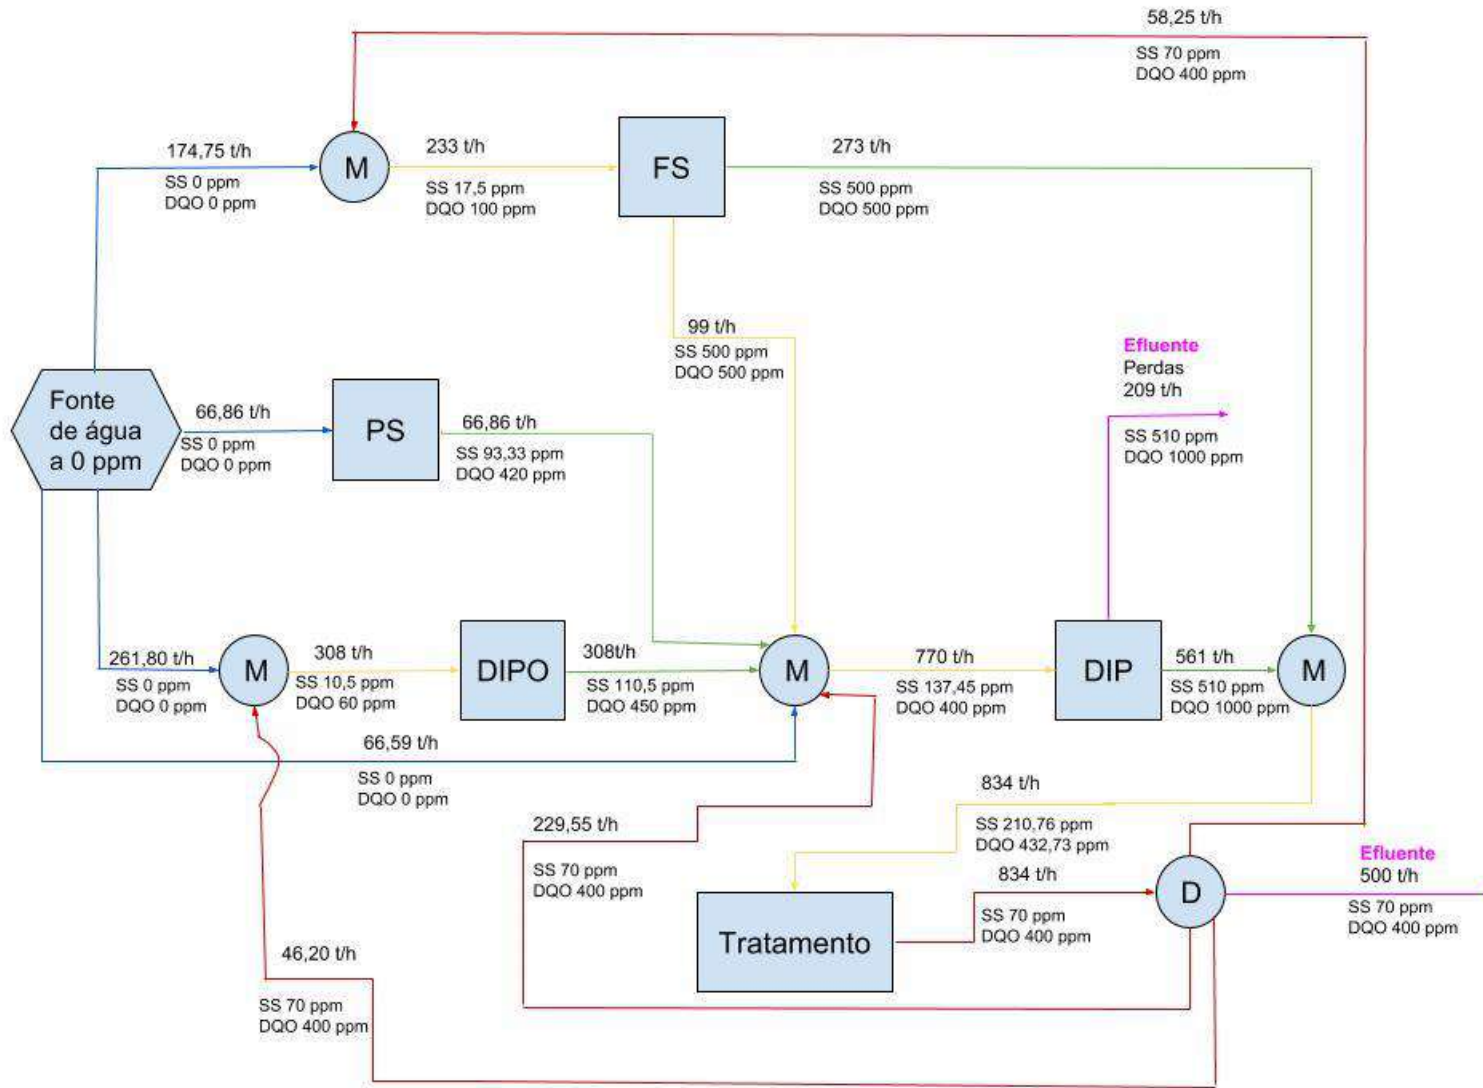 58,25 t/h
SS 70 ppm
DQO 400 ppm
174,75 t/h
SS 0 ppm
DQO 0 ppm
M
233 t/h
SS 17,5 ppm
DQO 100 ppm
FS
273 t/h
SS 500 ppm
DQO 500 ppm
99 t/h
SS 500 ppm
DQO 500 ppm
Efluente
Perdas
209 t/h
SS 510 ppm
DQO 1000 ppm
Fonte
de água
a 0 ppm
66,86 t/h
SS 0 ppm
DQO 0 ppm
PS
66,86 t/h
SS 93,33 ppm
DQO 420 ppm
261,80 t/h
SS 0 ppm
DQO 0 ppm
M
308 t/h
SS 10,5 ppm
DQO 60 ppm
DIPO
308t/h
SS 110,5 ppm
DQO 450 ppm
M
770 t/h
SS 137,45 ppm
DQO 400 ppm
DIP
561 t/h
SS 510 ppm
DQO 1000 ppm
M
66,59 t/h
SS 0 ppm
DQO 0 ppm
834 t/h
SS 210,76 ppm
DQO 432,73 ppm
229,55 t/h
SS 70 ppm
DQO 400 ppm
Tratamento
834 t/h
SS 70 ppm
DQO 400 ppm
D
Efluente
500 t/h
SS 70 ppm
DQO 400 ppm
46,20 t/h
SS 70 ppm
DQO 400 ppm